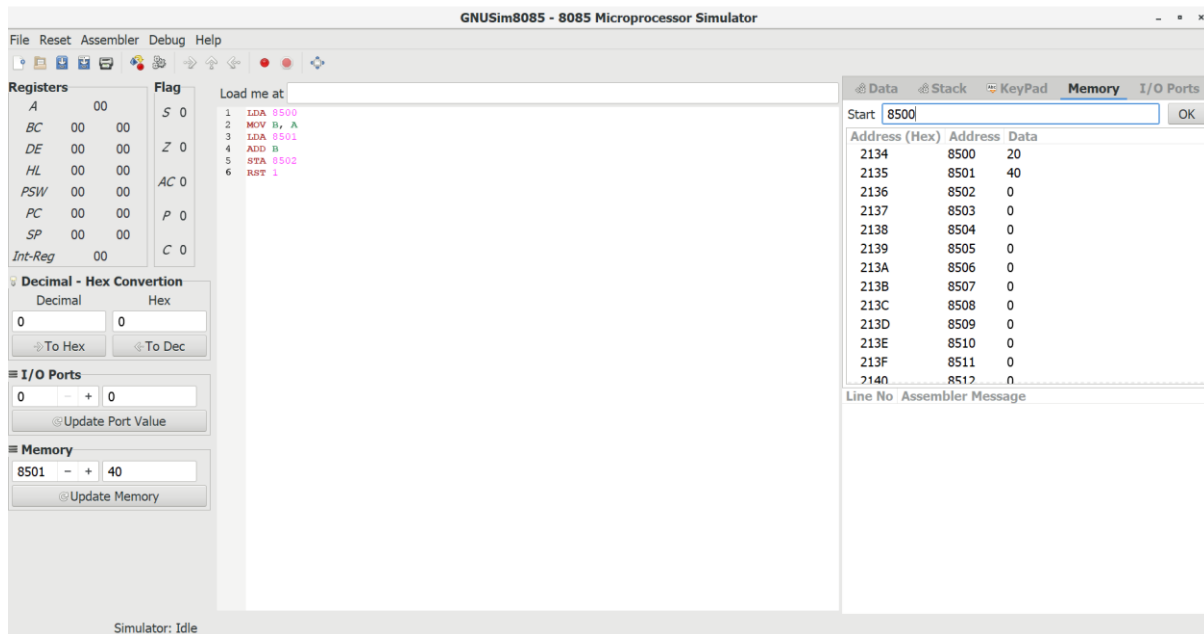 GNUSim8085 - 8085 Microprocessor Simulator
File Reset Assembler Debug Help
Registers
A 00
BC 00 00
DE 00 00
HL 00 00
PSW 00 00
PC 00 00
SP 00 00
Int-Reg 00
Flag
S 0
Z 0
AC 0
P 0
C 0
Decimal - Hex Convertion
Decimal Hex
0 0
To Hex To Dec
I/O Ports
0 - + 0
Update Port Value
Memory
8501 - + 40
Update Memory
Load me at
1 LDA 8500
2 MOV B, A
3 LDA 8501
4 ADD B
5 STA 8502
6 RST 1
Data Stack KeyPad Memory I/O Ports
Start 8500 OK
Address (Hex) Address Data
2134 8500 20
2135 8501 40
2136 8502 0
2137 8503 0
2138 8504 0
2139 8505 0
213A 8506 0
213B 8507 0
213C 8508 0
213D 8509 0
213E 8510 0
213F 8511 0
2140 8512 0
Line No Assembler Message
Simulator: Idle